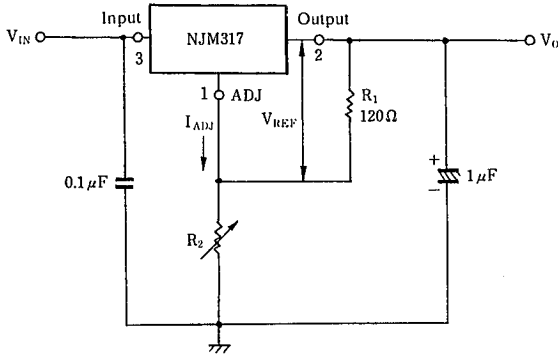 Input
NJM317
Output
V_IN
3
2
V_O
1
ADJ
R_1
120Ω
I_ADJ
V_REF
0.1μF
+
−
1μF
R_2